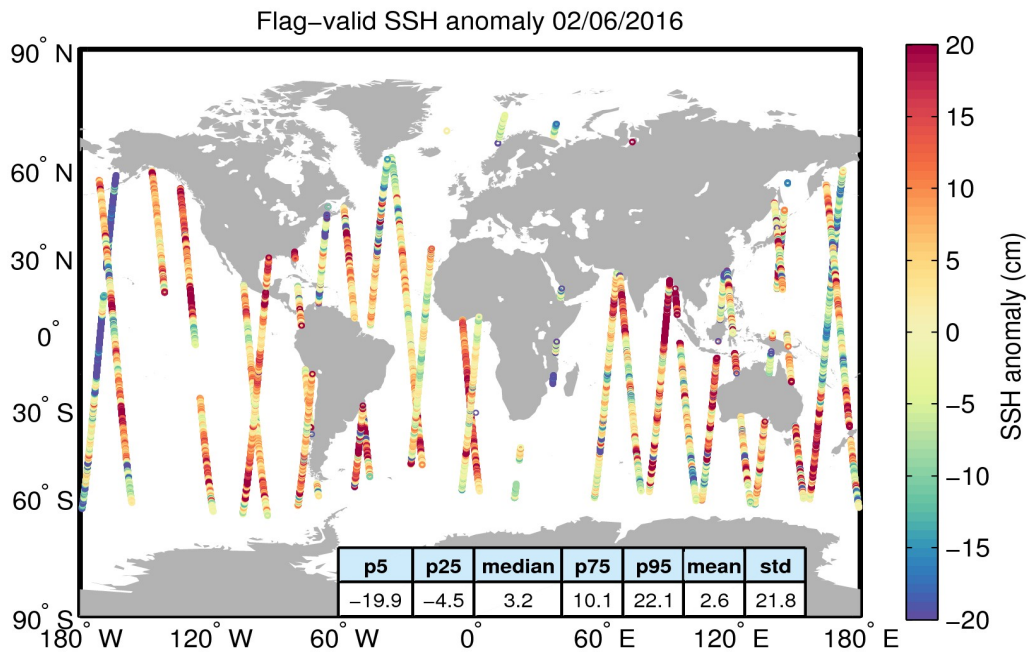 Flag−valid SSH anomaly 02/06/2016
90° N
60° N
30° N
0°
30° S
60° S
90° S
180° W
120° W
60° W
0°
60° E
120° E
180° E
p5 p25 median p75 p95 mean std
−19.9 −4.5 3.2 10.1 22.1 2.6 21.8
20
15
10
5
0
−5
−10
−15
−20
SSH anomaly (cm)